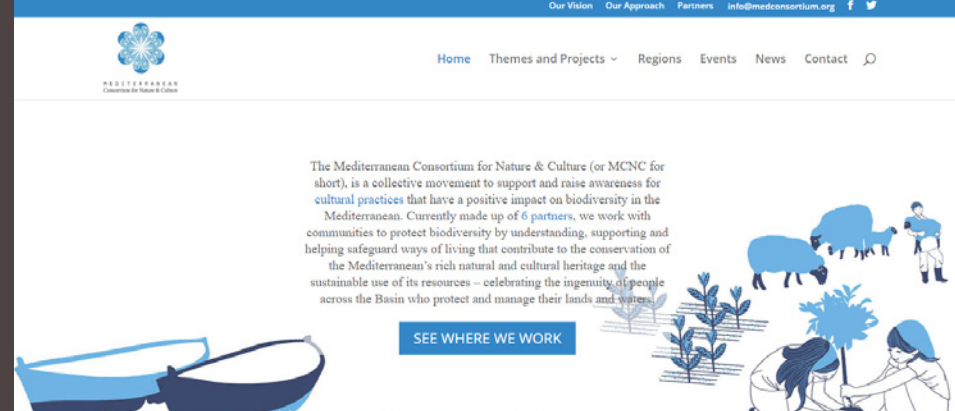 Our Vision Our Approach Partners info@medconsortium.org
MEDITERRANEAN
Consortium for Nature & Culture
Home Themes and Projects Regions Events News Contact
The Mediterranean Consortium for Nature & Culture (or MCNC for
short), is a collective movement to support and raise awareness for
cultural practices that have a positive impact on biodiversity in the
Mediterranean. Currently made up of 6 partners, we work with
communities to protect biodiversity by understanding, supporting and
helping safeguard ways of living that contribute to the conservation of
the Mediterranean’s rich natural and cultural heritage and the
sustainable use of its resources – celebrating the ingenuity of people
across the Basin who protect and manage their lands and waters.
SEE WHERE WE WORK